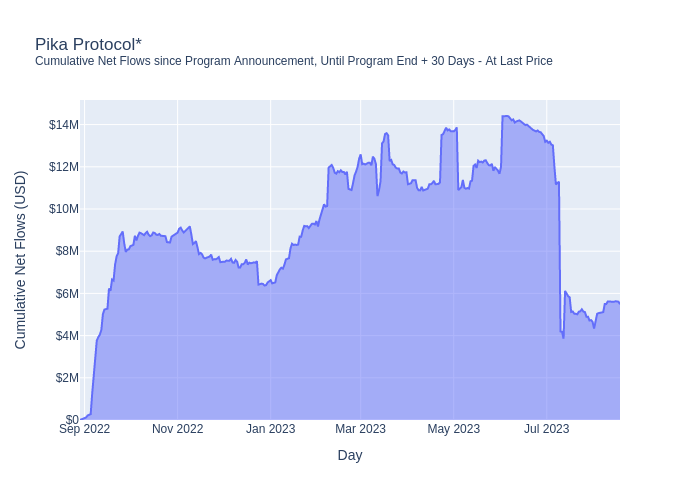 Pika Protocol*
Cumulative Net Flows since Program Announcement, Until Program End + 30 Days - At Last Price
Cumulative Net Flows (USD)
$14M
$12M
$10M
$8M
$6M
$4M
$2M
$0
Sep 2022 Nov 2022 Jan 2023 Mar 2023 May 2023 Jul 2023
Day